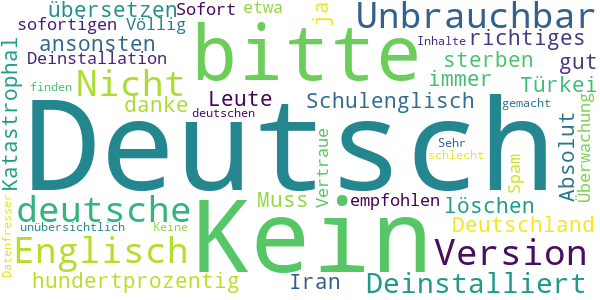 übersetzen Sofort etwa ja Unbrauchbar
sofortigen Völlig bitte Inhalte richtiges
ansonsten
Deinstallation sterben gut
Katastrophal Nicht immer Türkei
finden danke Leute Schulenglisch gemacht
deutschen
Deutsch Absolut Überwachung
Sehr
schlecht
Vertraue Spam
deutsche Kein Muss empfohlen löschen
unübersichtlich Keine Deutschland
Englisch Version
Datenfresser
hundertprozentig Iran Deinstalliert